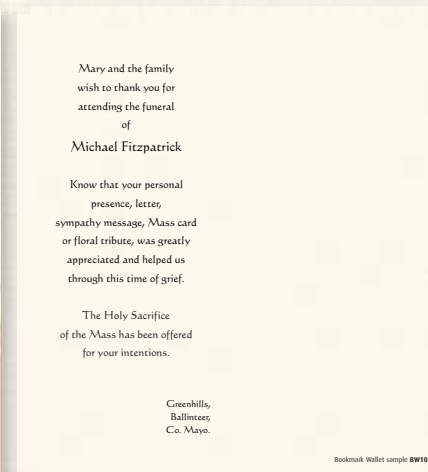 Mary and the family
wish to thank you for
attending the funeral
of
Michael Fitzpatrick
Know that your personal
presence, letter,
sympathy message, Mass card
or floral tribute, was greatly
appreciated and helped us
through this time of grief.
The Holy Sacrifice
of the Mass has been offered
for your intentions.
Greenhills,
Ballinteer,
Co. Mayo.
Bookmark Wallet sample BW10